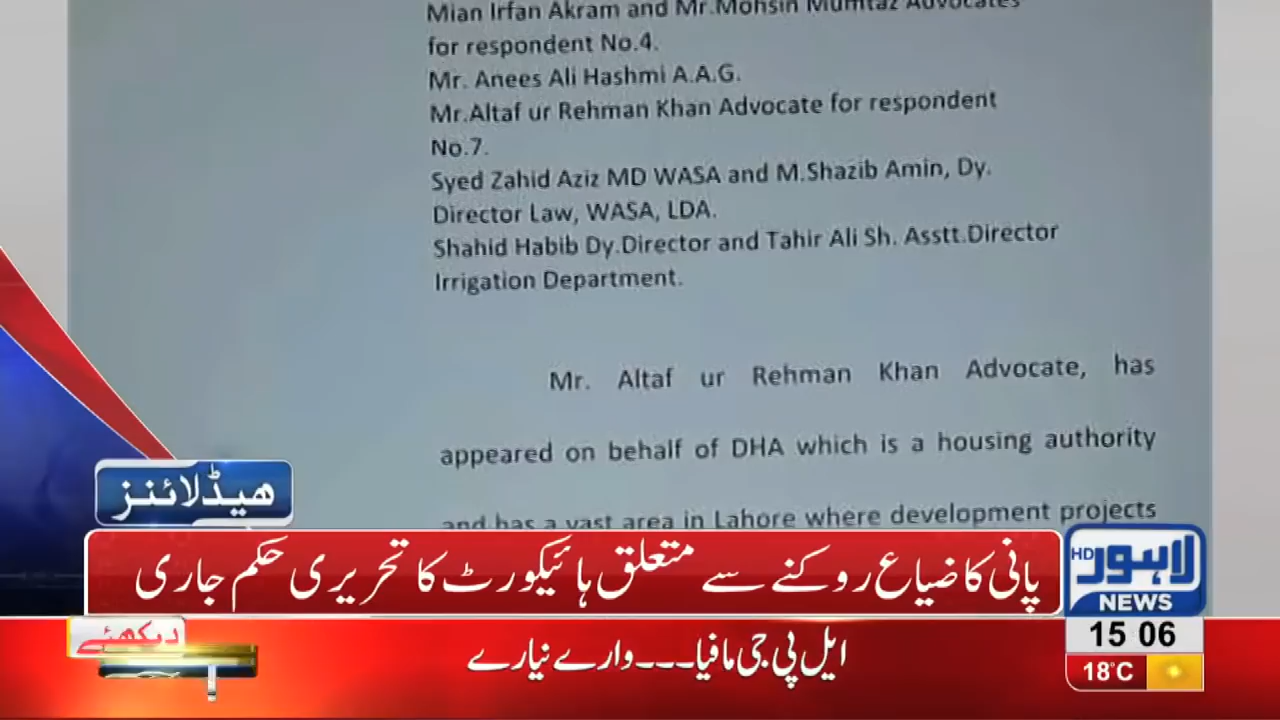 Mian Irfan Akram and Mr.Mohsin Mumtaz Advocates
for respondent No.4.
Mr. Anees Ali Hashmi A.A.G.
Mr.Altaf ur Rehman Khan Advocate for respondent
No.7.
Syed Zahid Aziz MD WASA and M.Shazib Amin, Dy.
Director Law, WASA, LDA.
Shahid Habib Dy.Director and Tahir Ali Sh. Asstt.Director
Irrigation Department.
Mr. Altaf ur Rehman Khan Advocate, has
appeared on behalf of DHA which is a housing authority
and has a vast area in Lahore where development projects
ھیڈلائنز
پانی کا ضیاع روکنے سے متعلق ہائیکورٹ کا تحریری حکم جاری
HD لاہور
NEWS
15 06
18°C
دیکھئے
ایل پی جی مافیا۔۔۔وارے نیارے